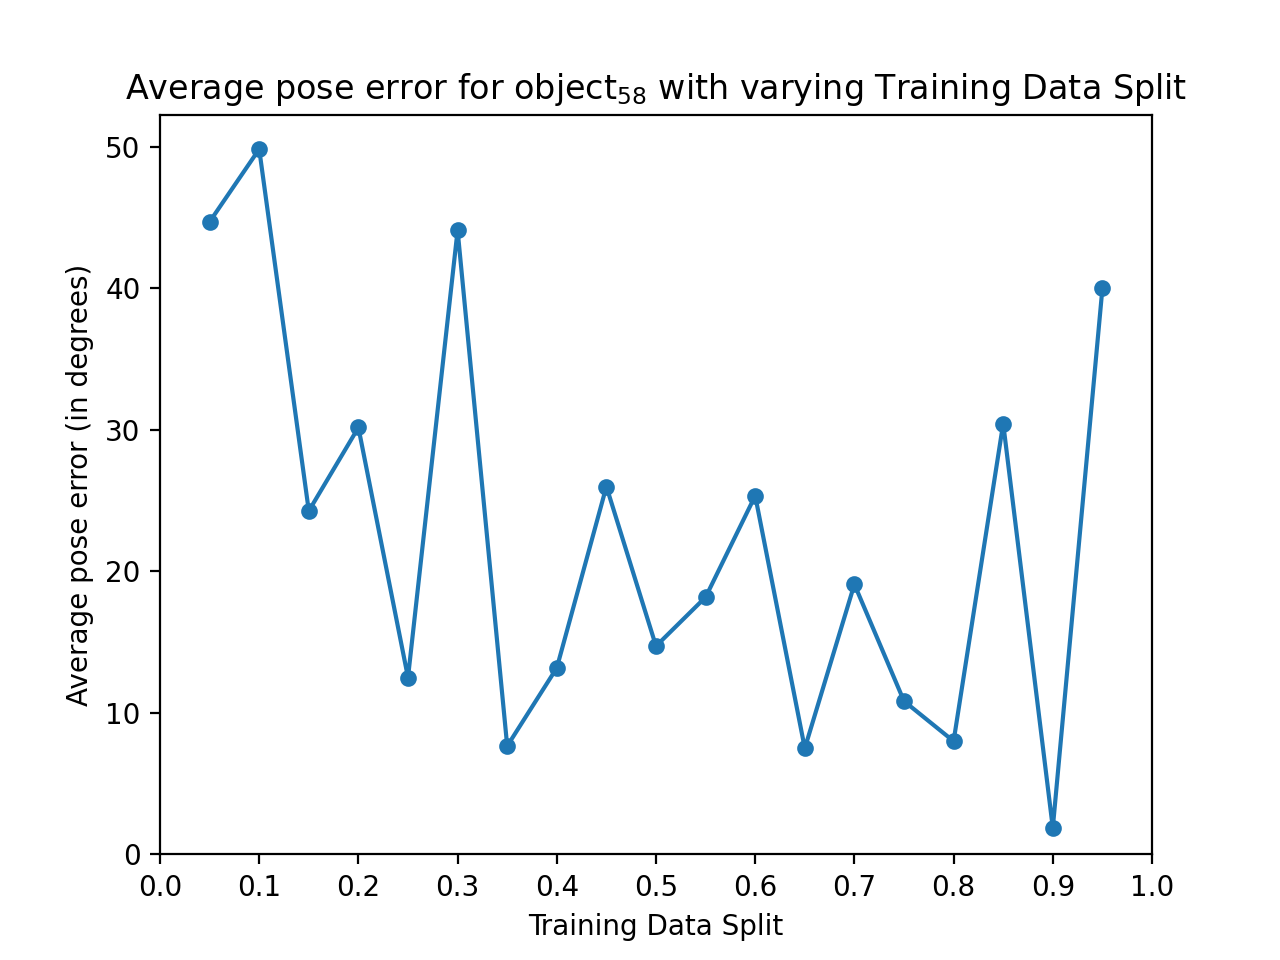 Average pose error for object₅₈ with varying Training Data Split
Average pose error (in degrees)
50
40
30
20
10
0
0.0 0.1 0.2 0.3 0.4 0.5 0.6 0.7 0.8 0.9 1.0
Training Data Split